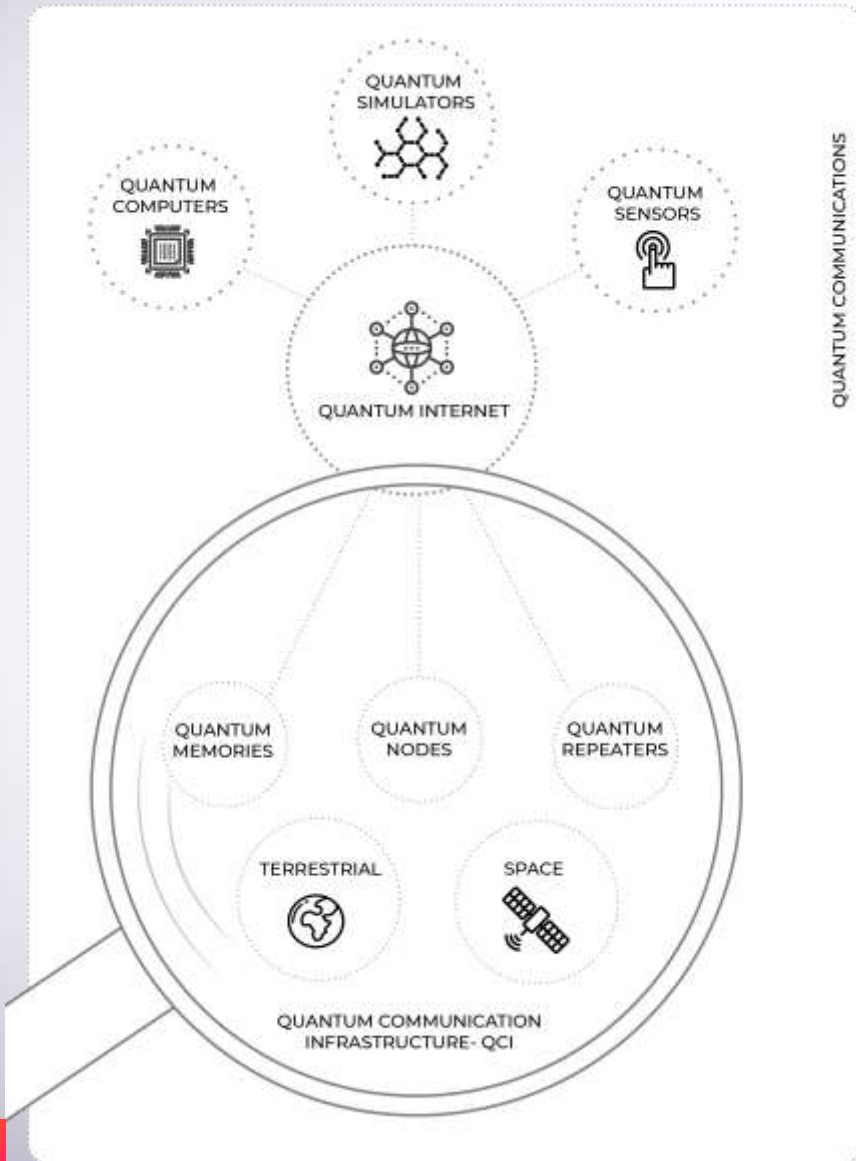 QUANTUM
SIMULATORS
QUANTUM
COMPUTERS
QUANTUM
SENSORS
QUANTUM COMMUNICATIONS
QUANTUM INTERNET
QUANTUM
MEMORIES
QUANTUM
NODES
QUANTUM
REPEATERS
TERRESTRIAL
SPACE
QUANTUM COMMUNICATION
INFRASTRUCTURE- QCI